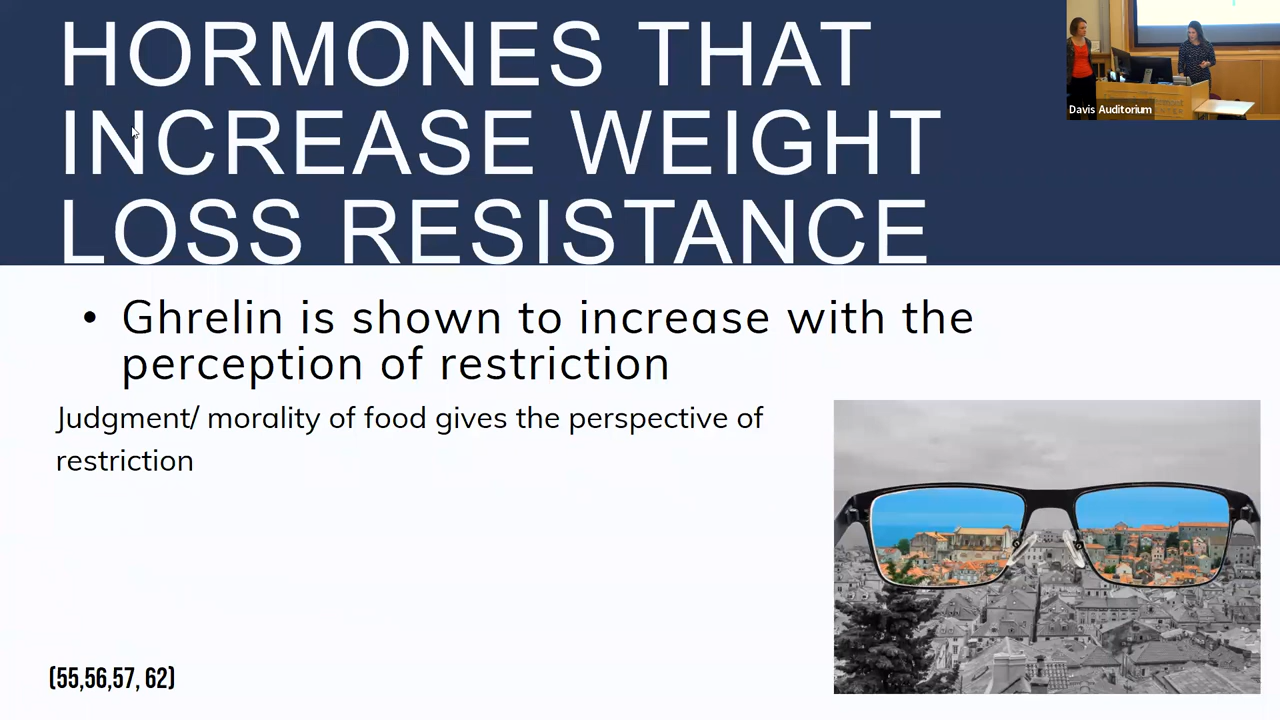 HORMONES THAT
INCREASE WEIGHT
LOSS RESISTANCE
Davis Auditorium
• Ghrelin is shown to increase with the
perception of restriction
Judgment/ morality of food gives the perspective of
restriction
(55,56,57, 62)